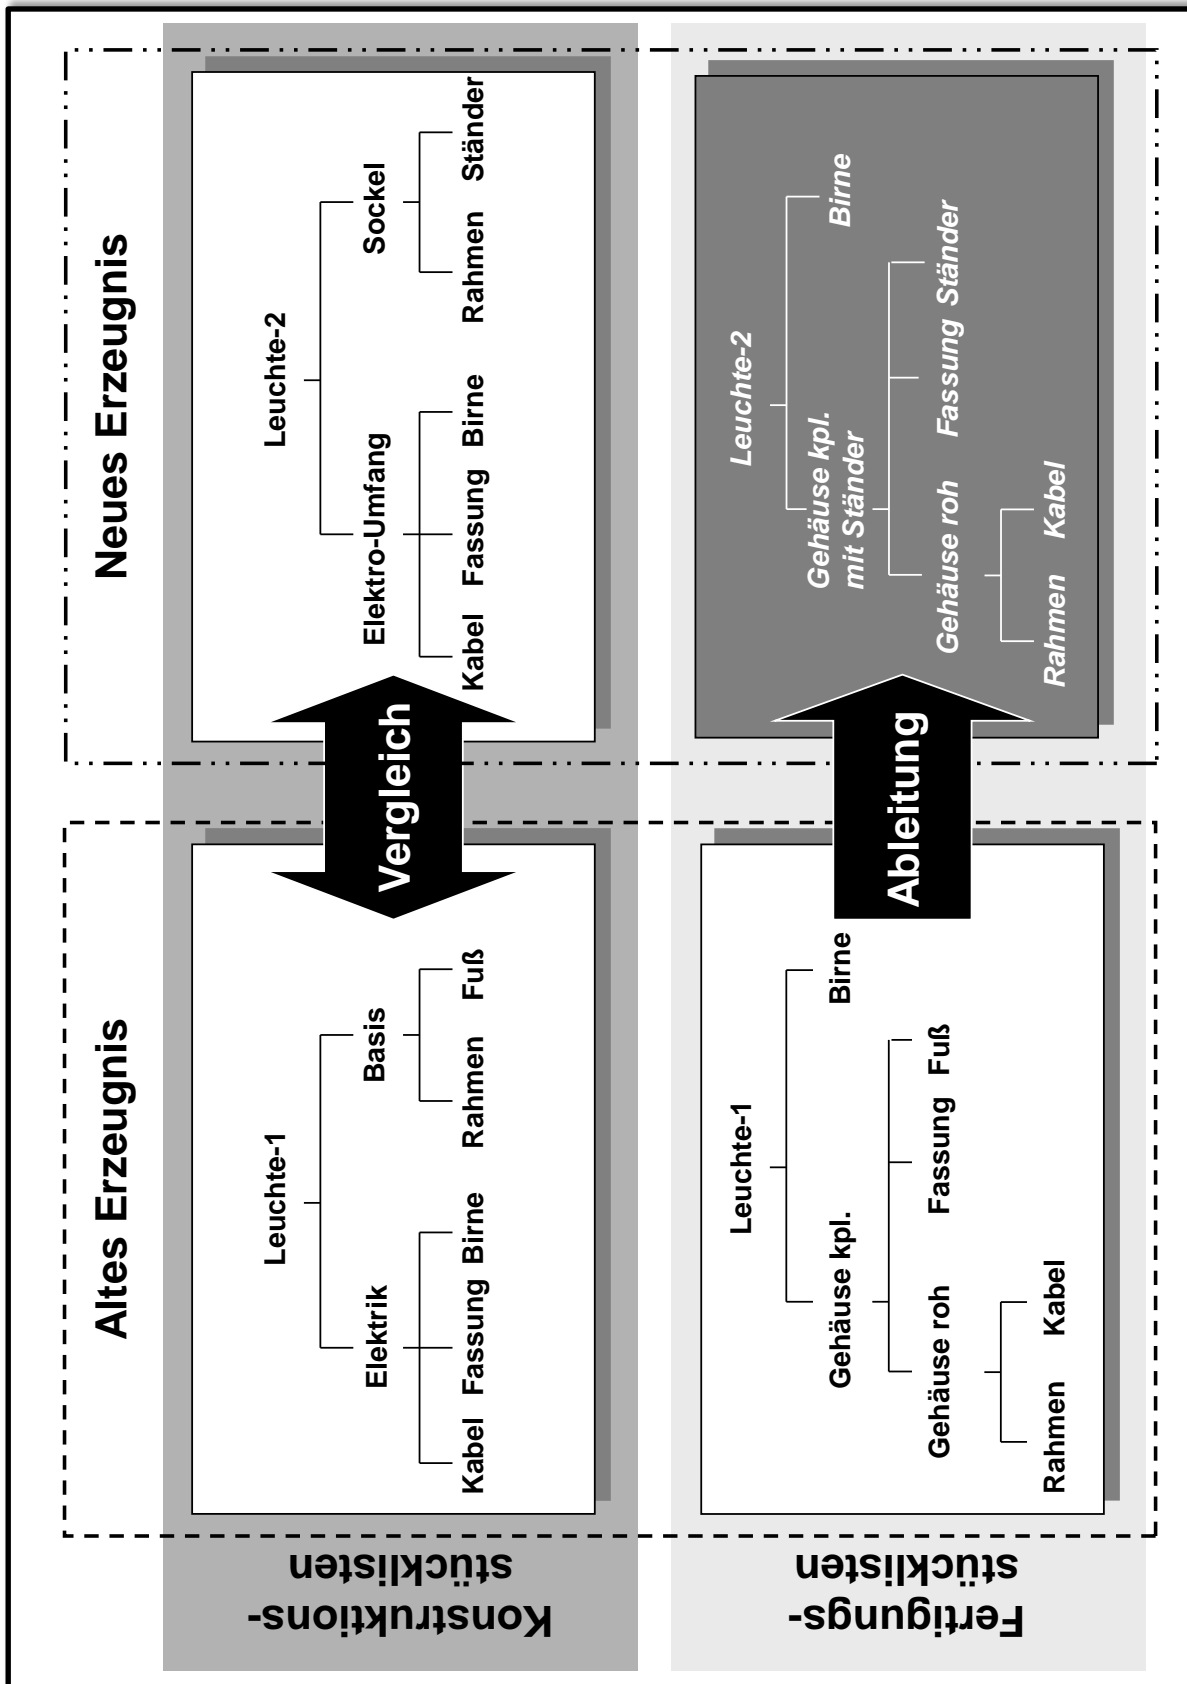 Altes Erzeugnis
Neues Erzeugnis
Konstruktions-
stücklisten
Leuchte-1
Elektrik
Basis
Kabel
Fassung
Birne
Rahmen
Fuß
Vergleich
Leuchte-2
Elektro-Umfang
Sockel
Kabel
Fassung
Birne
Rahmen
Ständer
Fertigungs-
stücklisten
Leuchte-1
Gehäuse kpl.
Birne
Gehäuse roh
Fassung
Fuß
Rahmen
Kabel
Ableitung
Leuchte-2
Gehäuse kpl.
mit Ständer
Birne
Gehäuse roh
Fassung
Ständer
Rahmen
Kabel